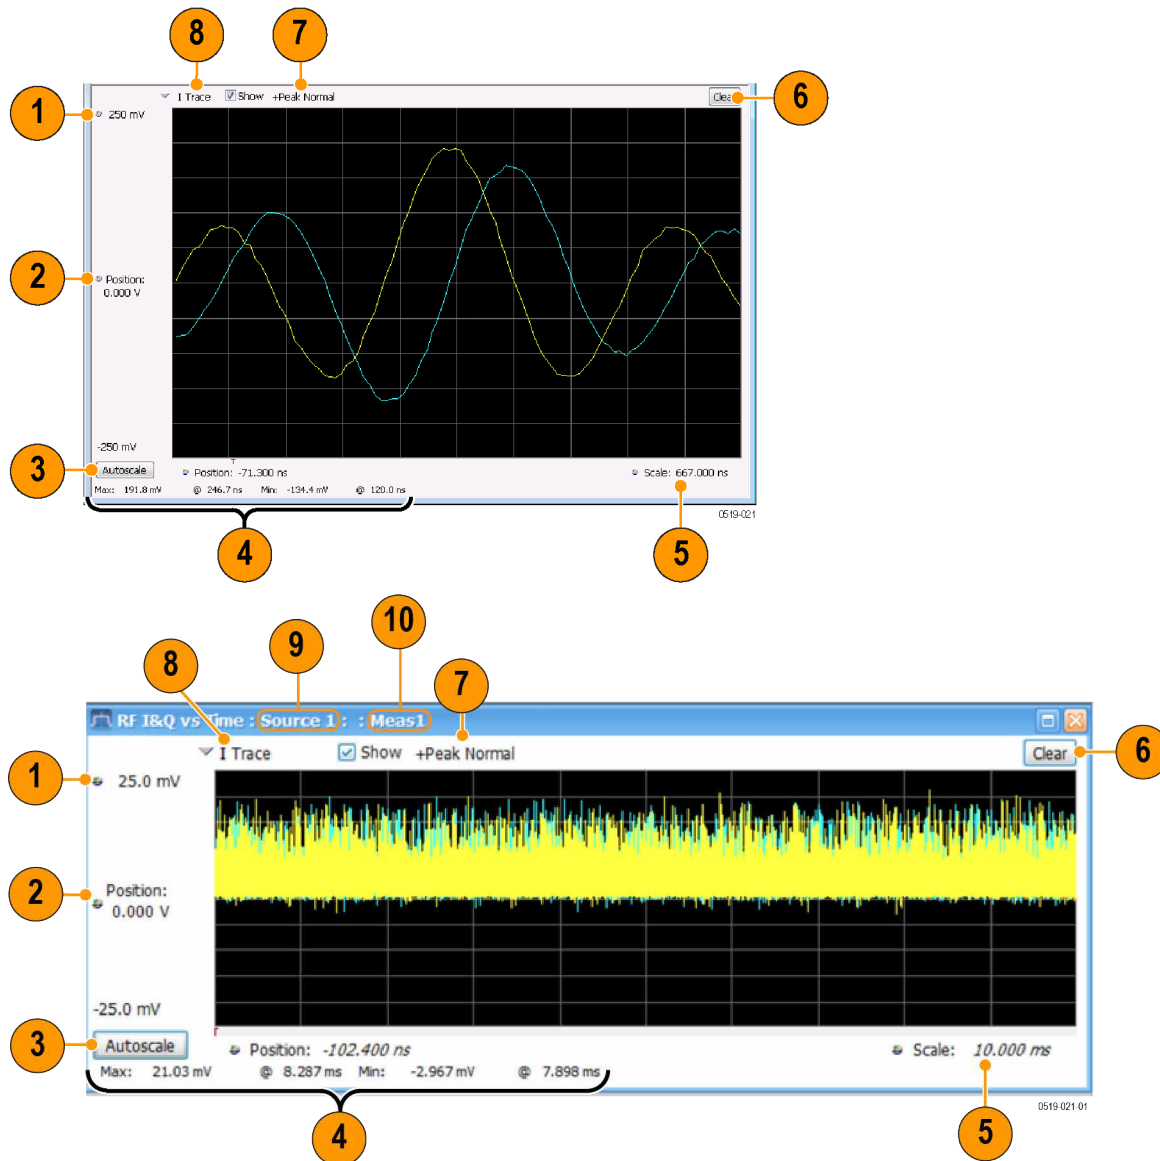 8
7
I Trace Show +Peak Normal Clear
6
1
250 mV
2
Position:
0.000 V
-250 mV
3
Autoscale
T
Position: -71.300 ns
Scale: 667.000 ns
Max: 191.8 mV @ 246.7 ns Min: -134.4 mV @ 120.0 ns
4
5
0519-021
10
9
8
7
RF I&Q vs Time : Source 1 : : Meas1
I Trace Show +Peak Normal Clear
6
1
25.0 mV
2
Position:
0.000 V
-25.0 mV
3
Autoscale
T
Position: -102.400 ns
Scale: 10.000 ms
Max: 21.03 mV @ 8.287 ms Min: -2.967 mV @ 7.898 ms
4
5
0519-021-01